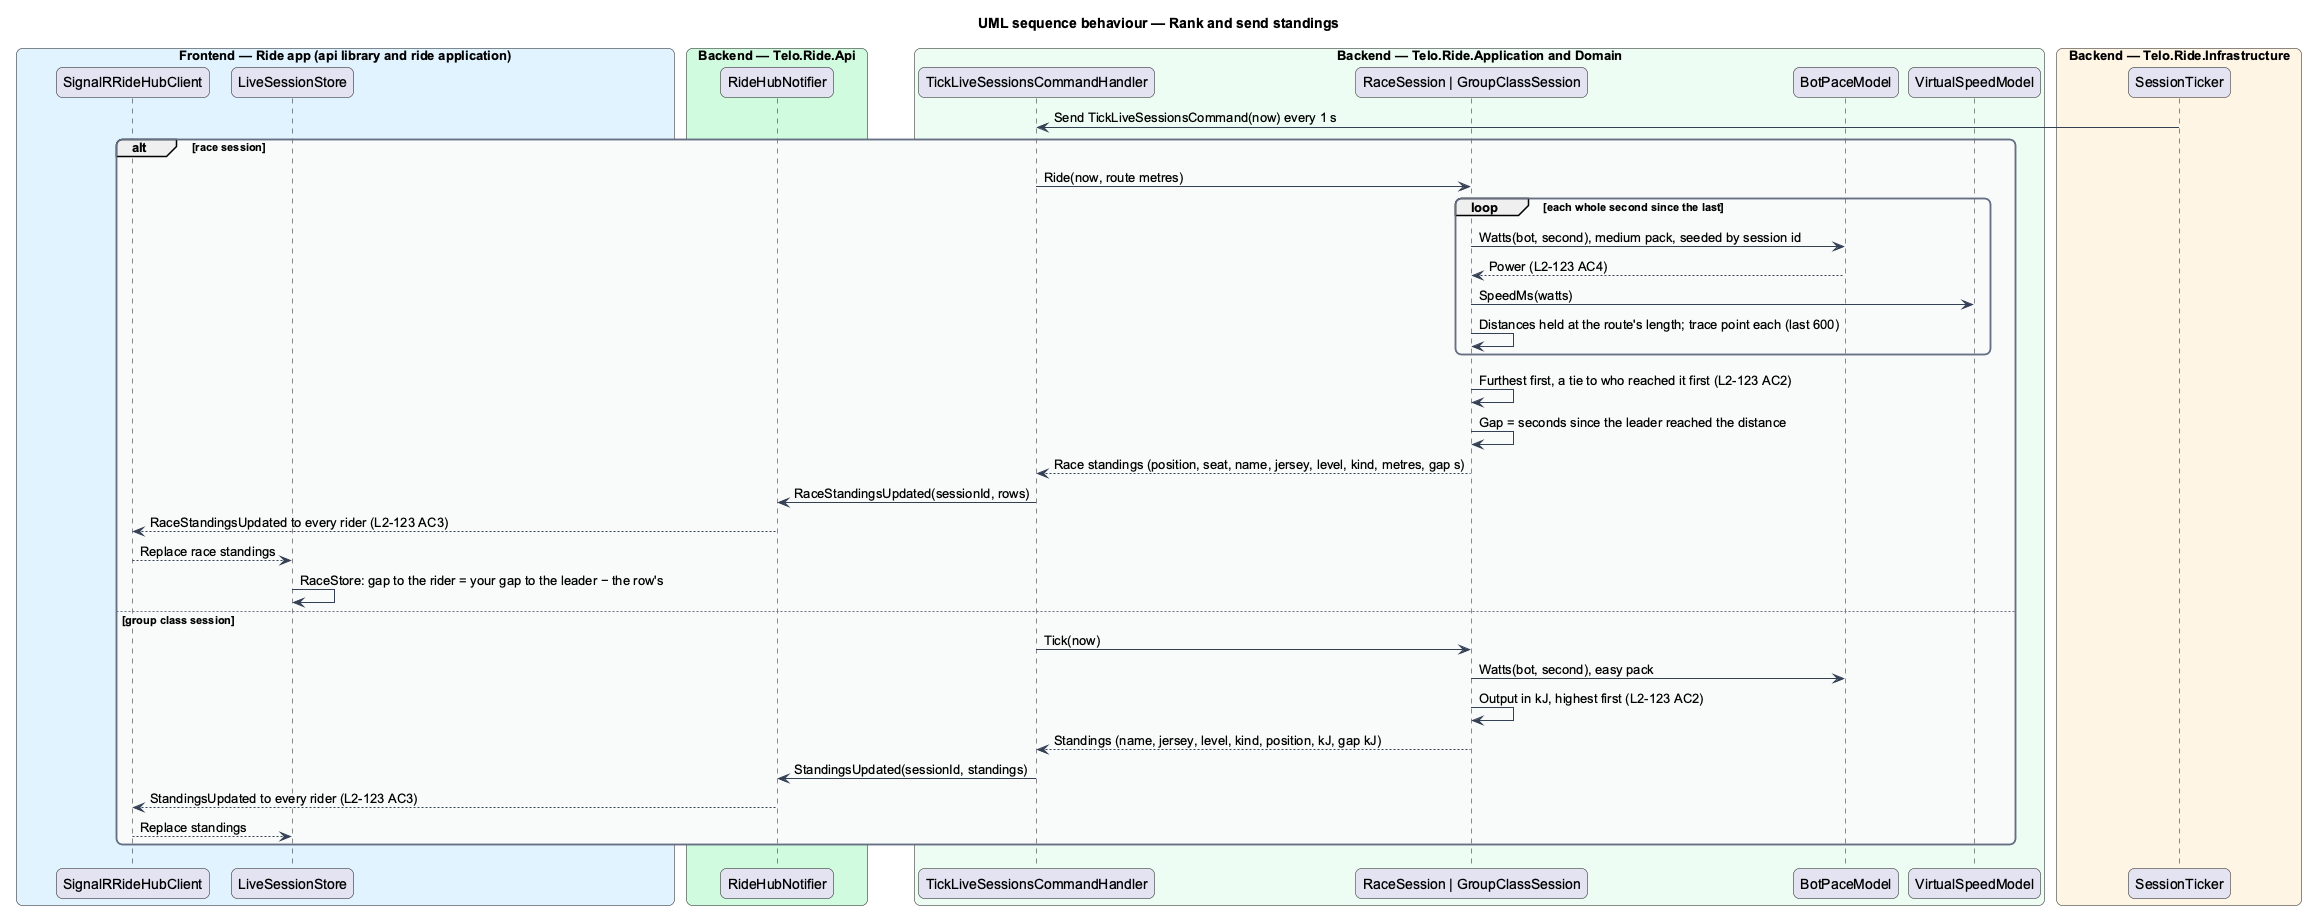 UML sequence behaviour — Rank and send standings
Frontend — Ride app (api library and ride application)
Backend — Telo.Ride.Api
Backend — Telo.Ride.Application and Domain
Backend — Telo.Ride.Infrastructure
SignalRRideHubClient
LiveSessionStore
RideHubNotifier
TickLiveSessionsCommandHandler
RaceSession | GroupClassSession
BotPaceModel
VirtualSpeedModel
SessionTicker
Send TickLiveSessionsCommand(now) every 1 s
alt
[race session]
Ride(now, route metres)
loop
[each whole second since the last]
Watts(bot, second), medium pack, seeded by session id
Power (L2-123 AC4)
SpeedMs(watts)
Distances held at the route's length; trace point each (last 600)
Furthest first, a tie to who reached it first (L2-123 AC2)
Gap = seconds since the leader reached the distance
Race standings (position, seat, name, jersey, level, kind, metres, gap s)
RaceStandingsUpdated(sessionId, rows)
RaceStandingsUpdated to every rider (L2-123 AC3)
Replace race standings
RaceStore: gap to the rider = your gap to the leader − the row's
[group class session]
Tick(now)
Watts(bot, second), easy pack
Output in kJ, highest first (L2-123 AC2)
Standings (name, jersey, level, kind, position, kJ, gap kJ)
StandingsUpdated(sessionId, standings)
StandingsUpdated to every rider (L2-123 AC3)
Replace standings
SignalRRideHubClient
LiveSessionStore
RideHubNotifier
TickLiveSessionsCommandHandler
RaceSession | GroupClassSession
BotPaceModel
VirtualSpeedModel
SessionTicker